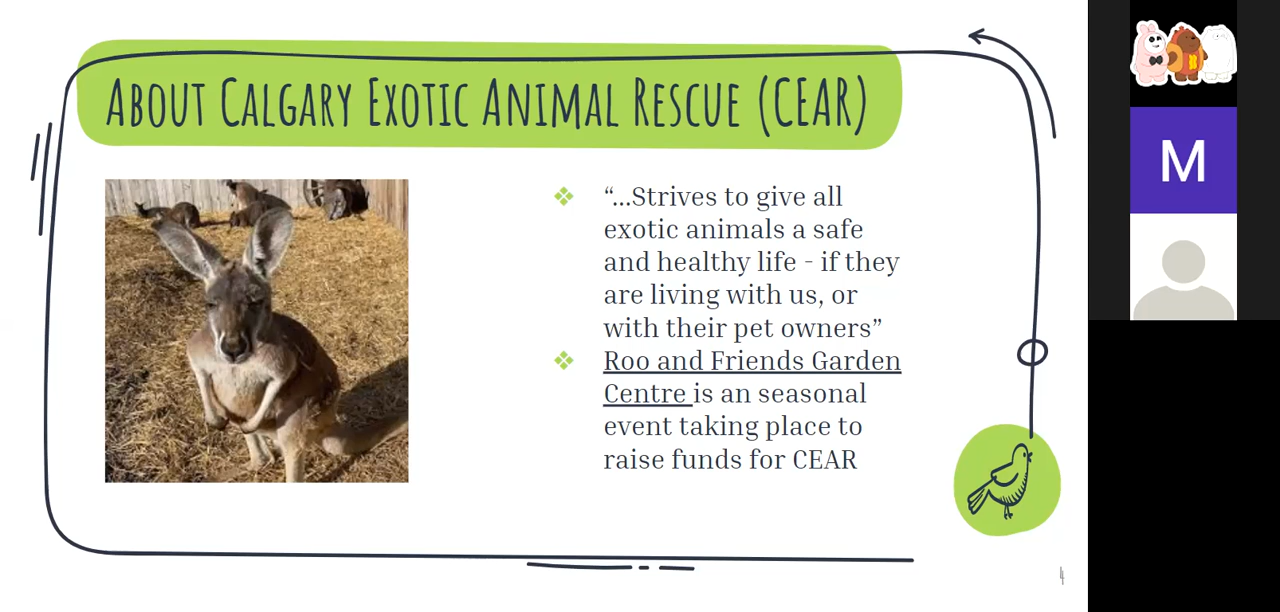 About Calgary Exotic Animal Rescue (CEAR)
“...Strives to give all
exotic animals a safe
and healthy life - if they
are living with us, or
with their pet owners”
Roo and Friends Garden
Centre is an seasonal
event taking place to
raise funds for CEAR
4
M